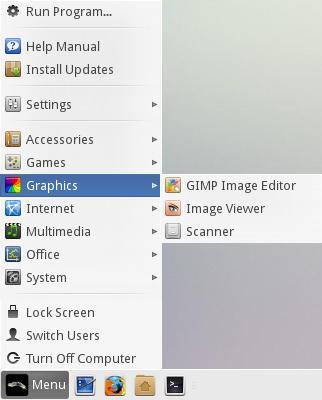 Run Program...
Help Manual
Install Updates
Settings
Accessories
Games
Graphics
GIMP Image Editor
Internet
Image Viewer
Multimedia
Scanner
Office
System
Lock Screen
Switch Users
Turn Off Computer
Menu